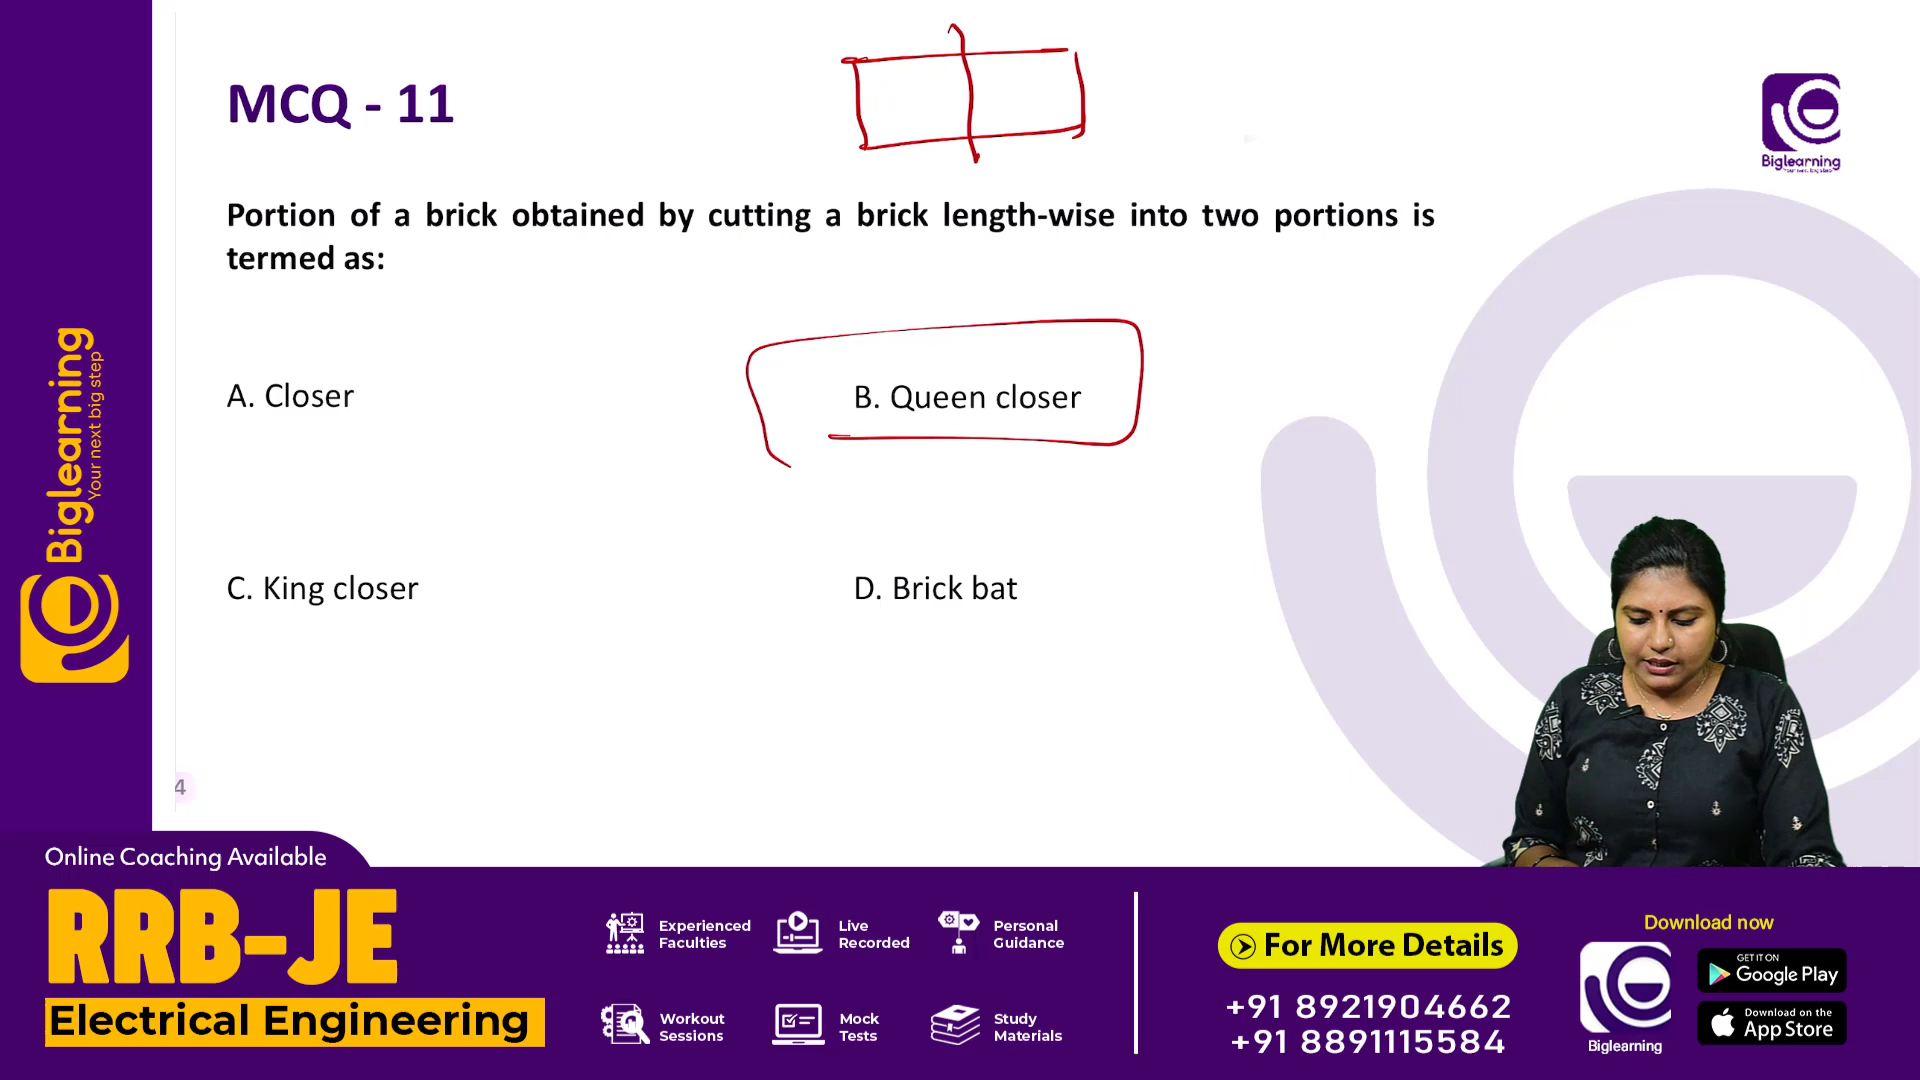 MCQ - 11
Biglearning
Portion of a brick obtained by cutting a brick length-wise into two portions is
termed as:
A. Closer
B. Queen closer
C. King closer
D. Brick bat
Biglearning
Your next big step
4
Online Coaching Available
RRB-JE
Electrical Engineering
Experienced
Faculties
Live
Recorded
Personal
Guidance
Workout
Sessions
Mock
Tests
Study
Materials
For More Details
+91 8921904662
+91 8891115584
Download now
Biglearning
GET IT ON
Google Play
Download on the
App Store